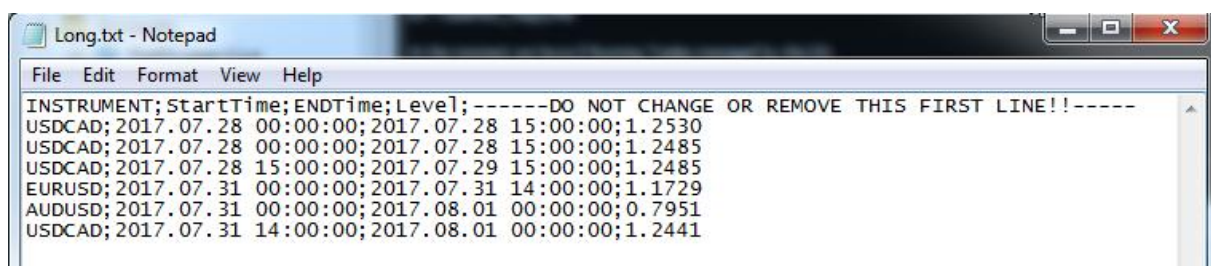 Long.txt - Notepad
File Edit Format View Help
INSTRUMENT;StartTime;ENDTime;Level;------DO NOT CHANGE OR REMOVE THIS FIRST LINE!!-----
USDCAD;2017.07.28 00:00:00;2017.07.28 15:00:00;1.2530
USDCAD;2017.07.28 00:00:00;2017.07.28 15:00:00;1.2485
USDCAD;2017.07.28 15:00:00;2017.07.29 15:00:00;1.2485
EURUSD;2017.07.31 00:00:00;2017.07.31 14:00:00;1.1729
AUDUSD;2017.07.31 00:00:00;2017.08.01 00:00:00;0.7951
USDCAD;2017.07.31 14:00:00;2017.08.01 00:00:00;1.2441